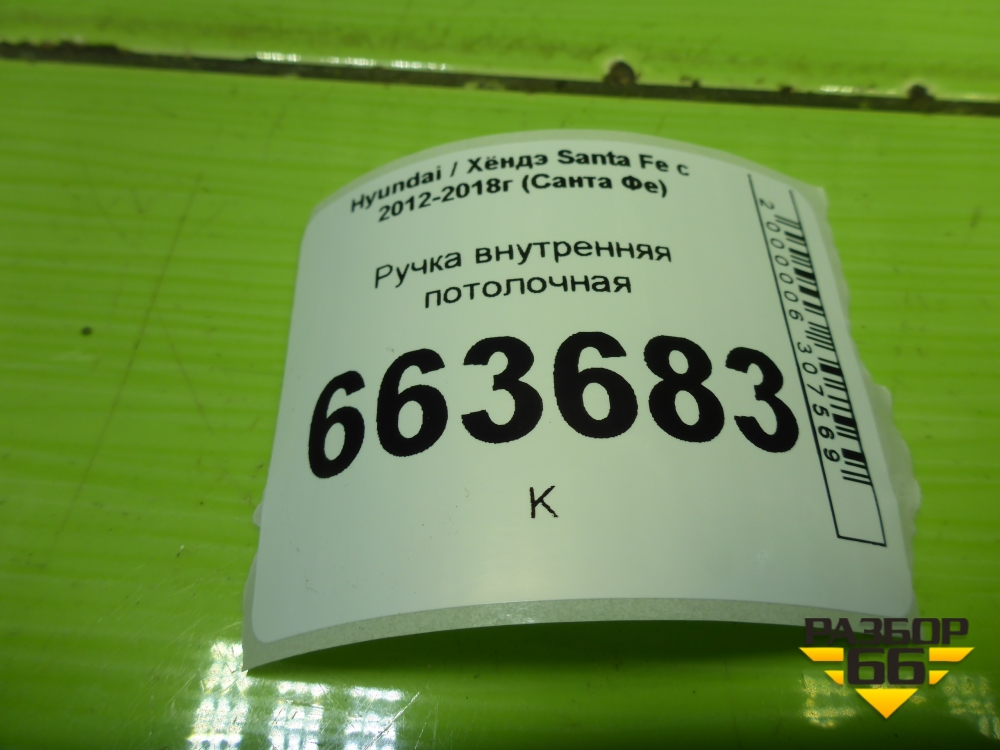 Hyundai / Хёндэ Santa Fe с
2012-2018г (Санта Фе)
Ручка внутренняя
потолочная
663683
К
2000006307569
РАЗБОР
66